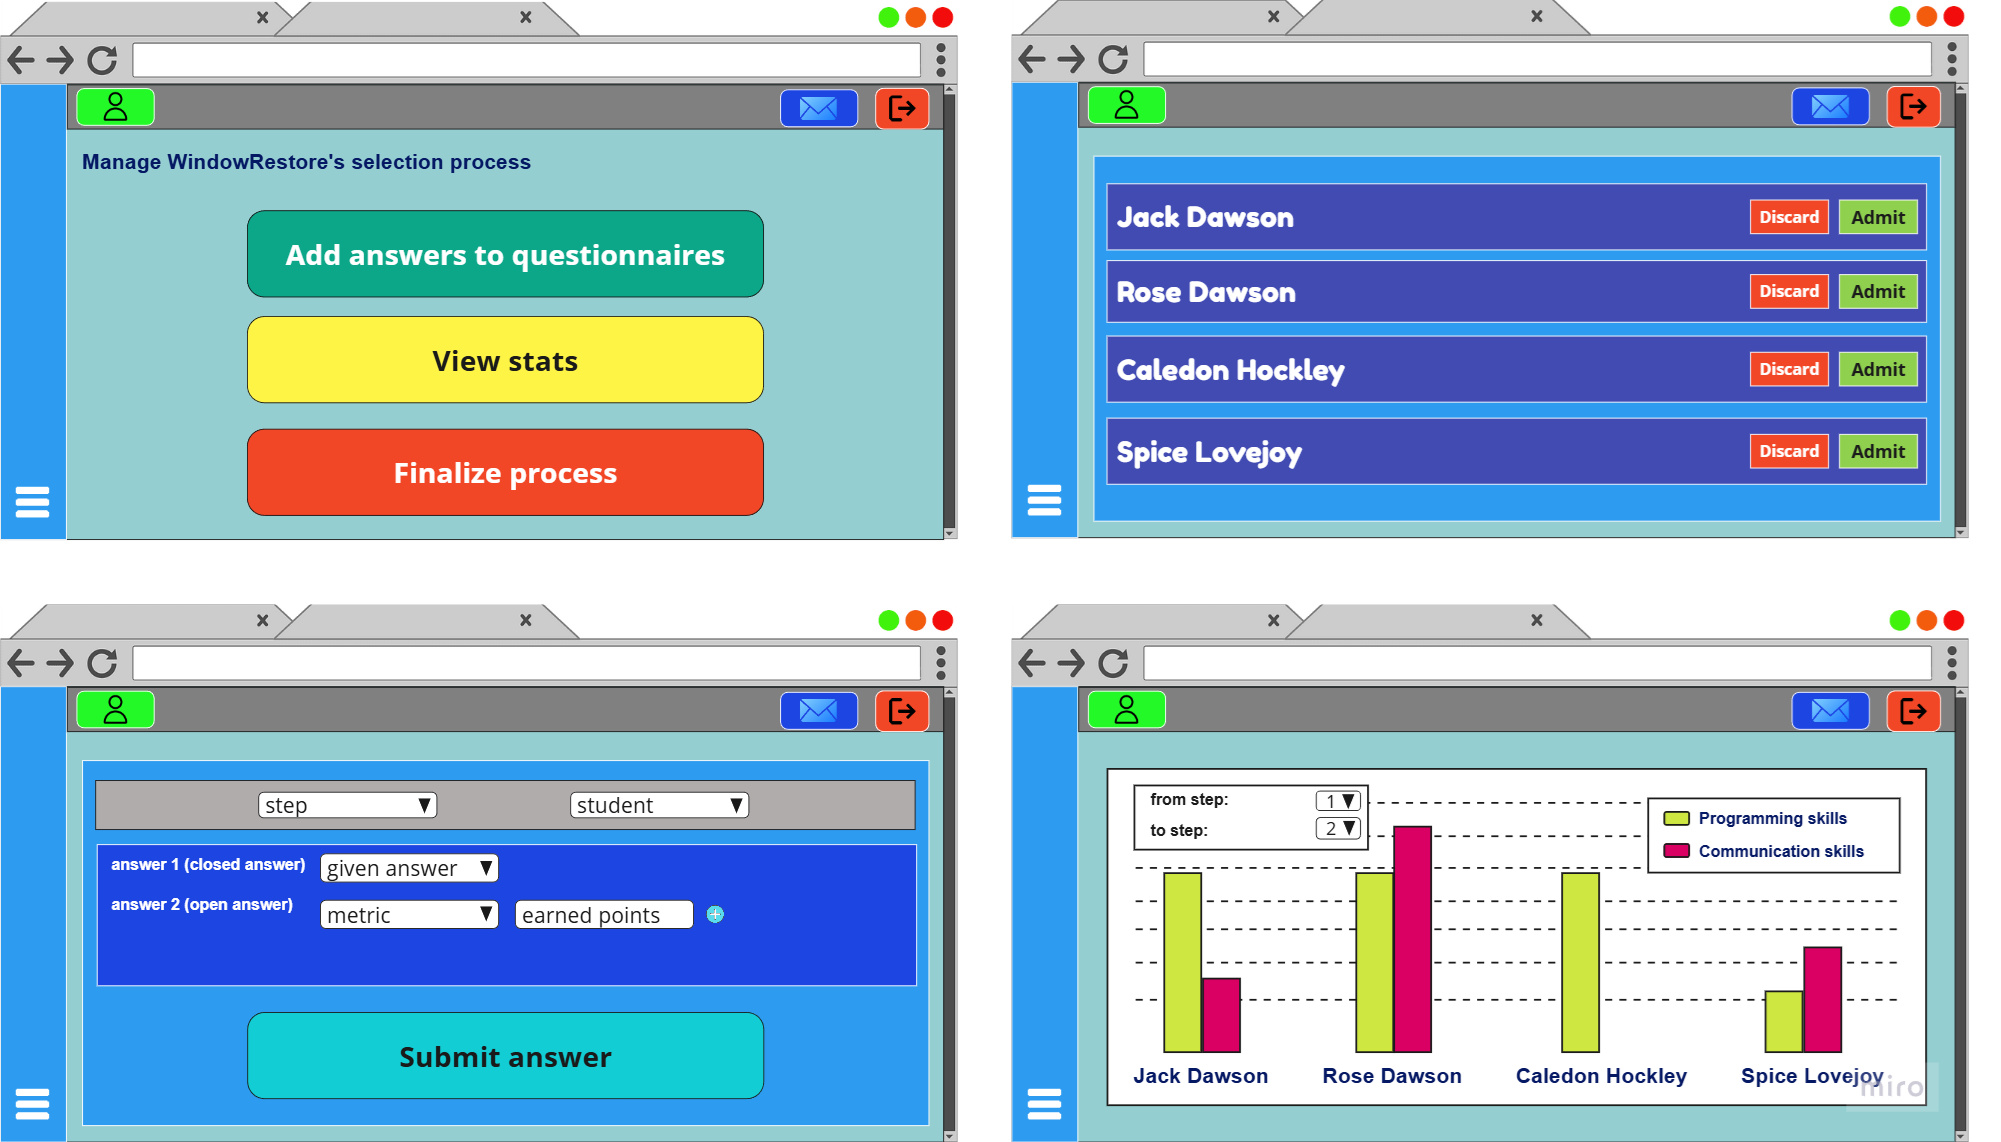 Manage WindowRestore's selection process
Add answers to questionnaires
View stats
Finalize process
Jack Dawson Discard Admit
Rose Dawson Discard Admit
Caledon Hockley Discard Admit
Spice Lovejoy Discard Admit
step student
answer 1 (closed answer) given answer
answer 2 (open answer) metric earned points
Submit answer
from step: 1
to step: 2
Programming skills
Communication skills
Jack Dawson Rose Dawson Caledon Hockley Spice Lovejoy
miro